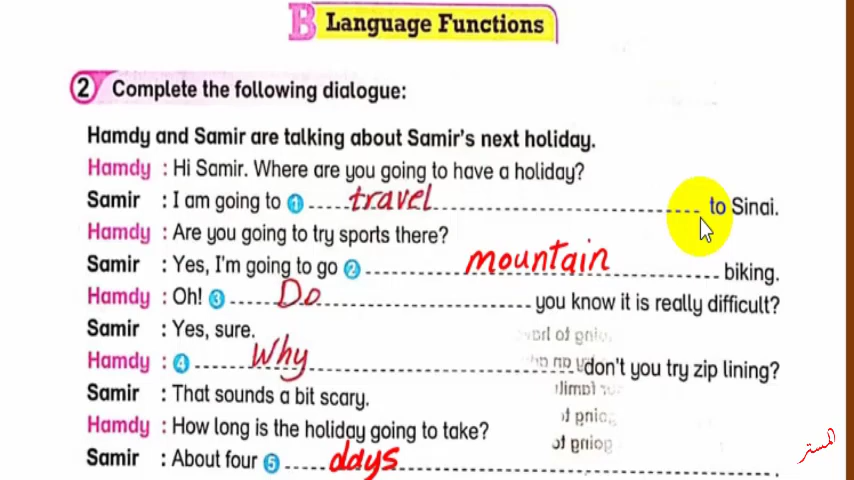 B Language Functions
2 Complete the following dialogue:
Hamdy and Samir are talking about Samir's next holiday.
Hamdy : Hi Samir. Where are you going to have a holiday?
Samir : I am going to 1 travel to Sinai.
Hamdy : Are you going to try sports there?
Samir : Yes, I'm going to go 2 mountain biking.
Hamdy : Oh! 3 Do you know it is really difficult?
Samir : Yes, sure.
Hamdy : 4 Why don't you try zip lining?
Samir : That sounds a bit scary.
Hamdy : How long is the holiday going to take?
Samir : About four 5 days
المستر